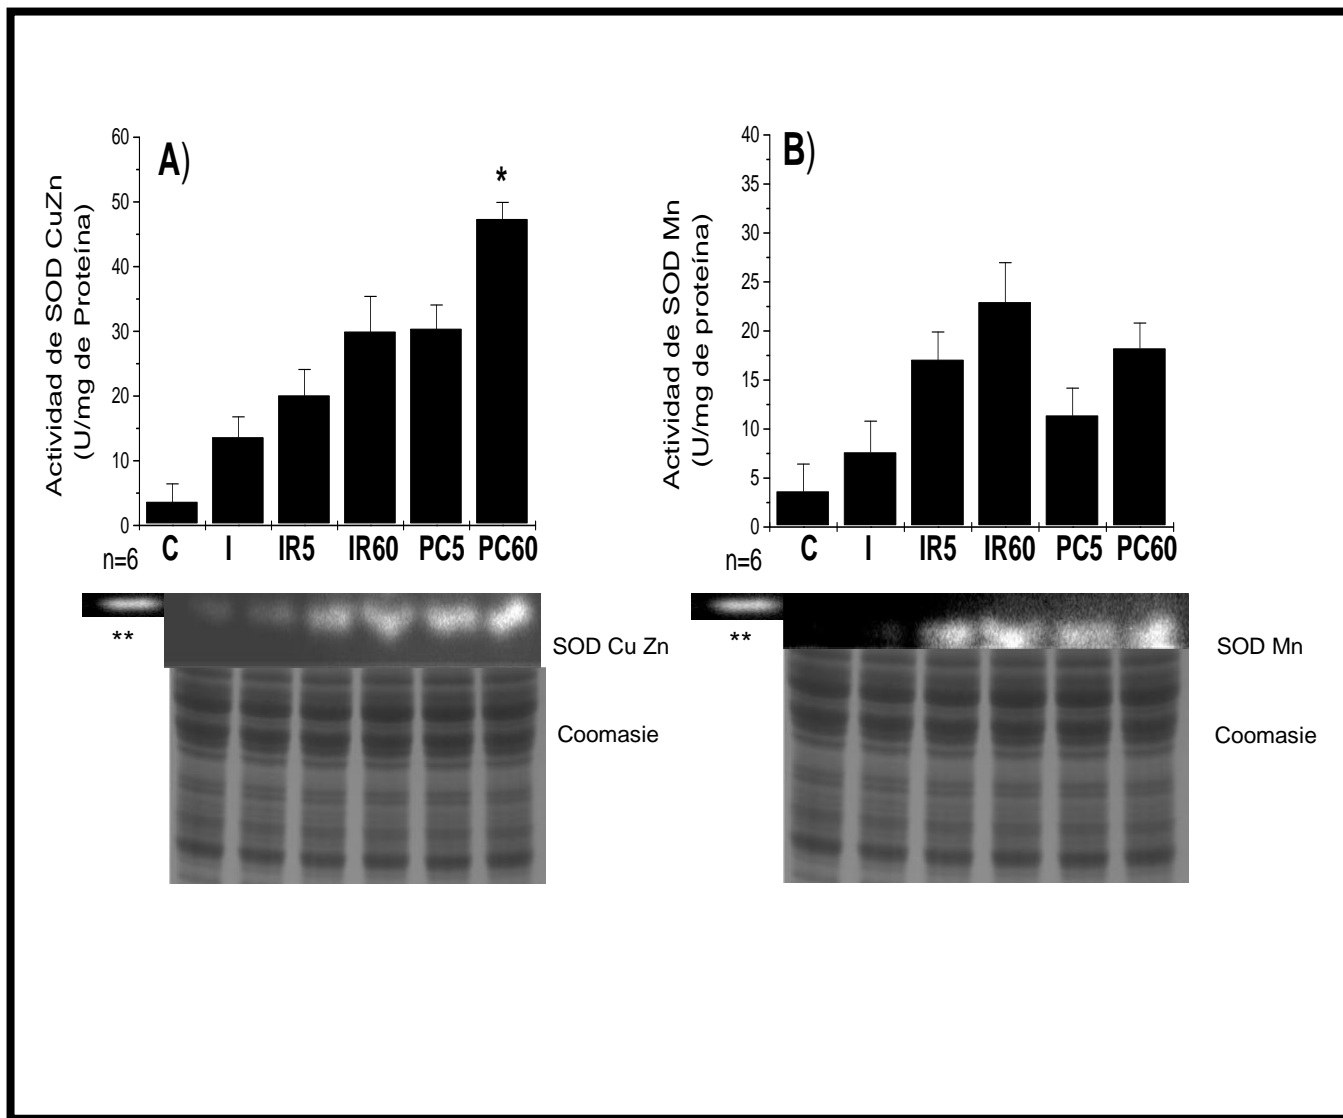 A)
*
60
50
40
30
20
10
0
Actividad de SOD CuZn
(U/mg de Proteína)
n=6 C I IR5 IR60 PC5 PC60
**
SOD Cu Zn
Coomasie
B)
40
35
30
25
20
15
10
5
0
Actividad de SOD Mn
(U/mg de proteína)
n=6 C I IR5 IR60 PC5 PC60
**
SOD Mn
Coomasie